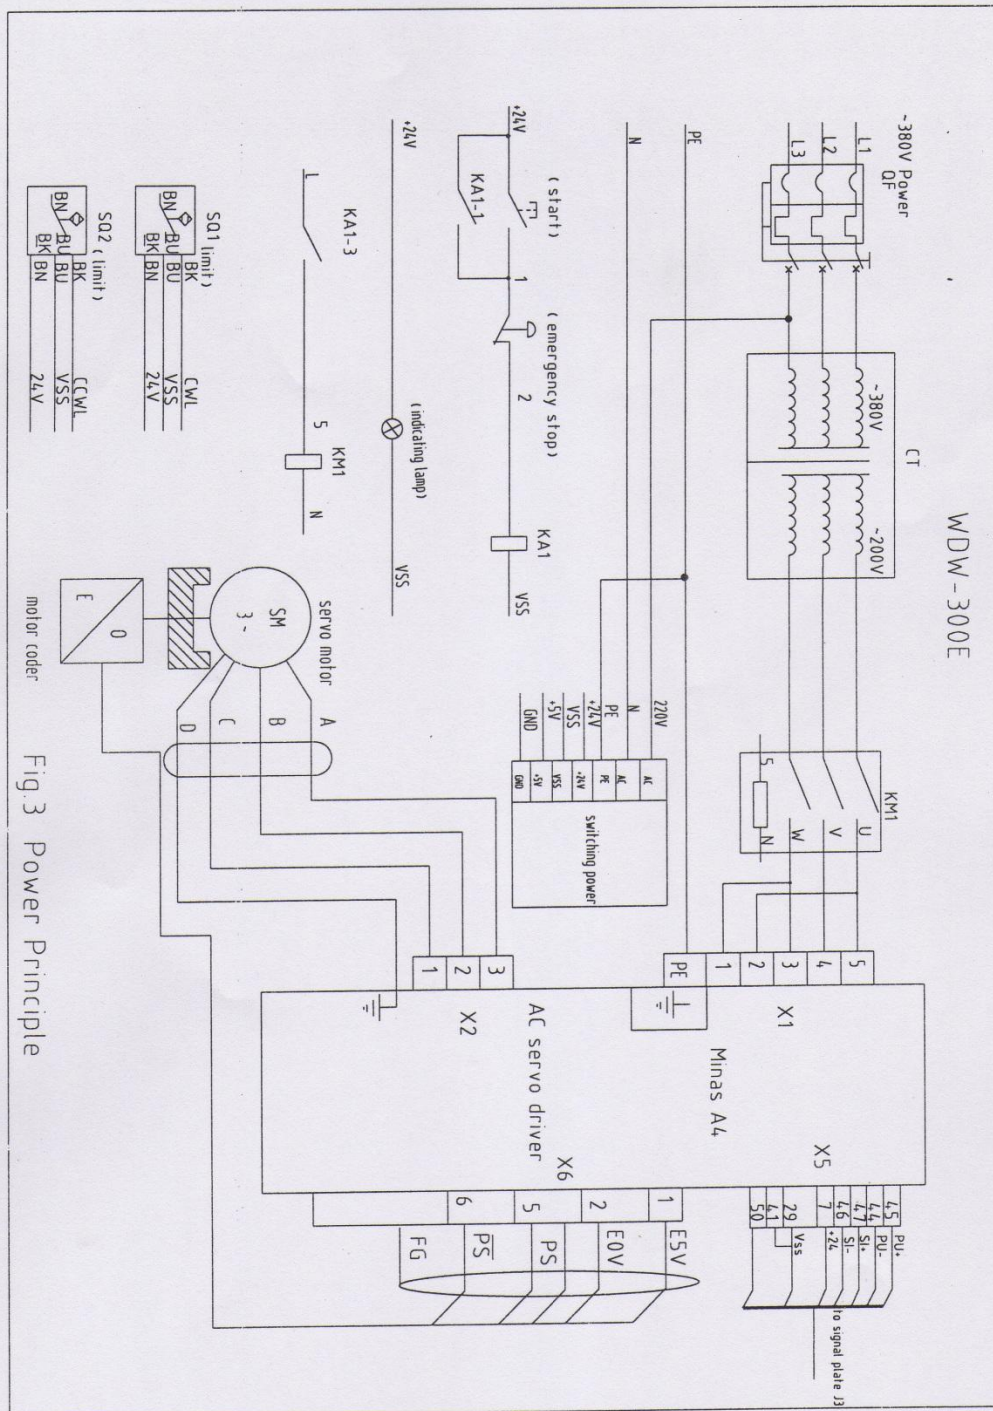 WDW-300E
~380V Power
QF
L1
L2
L3
CT
~380V
~200V
KM1
U
V
W
5
N
5
4
3
2
1
PE
X1
Minas A4
AC servo driver
X2
X5
X6
45
44
47
46
7
29
41
50
PU+
PU-
SI+
SI-
+24
Vss
to signal plate J3
PE
N
220V
N
PE
+24V
VSS
+5V
GND
AC
AC
PE
+24V
VSS
+5V
GND
switching power
+24V
(start)
KA1-1
1
(emergency stop)
2
KA1
VSS
+24V
(indicating lamp)
VSS
L
KA1-3
5
KM1
N
3
2
1
1
2
5
6
E5V
E0V
PS
PS
FG
servo motor
SM
3~
A
B
C
D
E
0
motor coder
SQ1 (limit)
BN
BU
BK
BK
BU
BN
CWL
VSS
24V
SQ2 (limit)
BN
BU
BK
BK
BU
BN
CCWL
VSS
24V
Fig.3 Power Principle